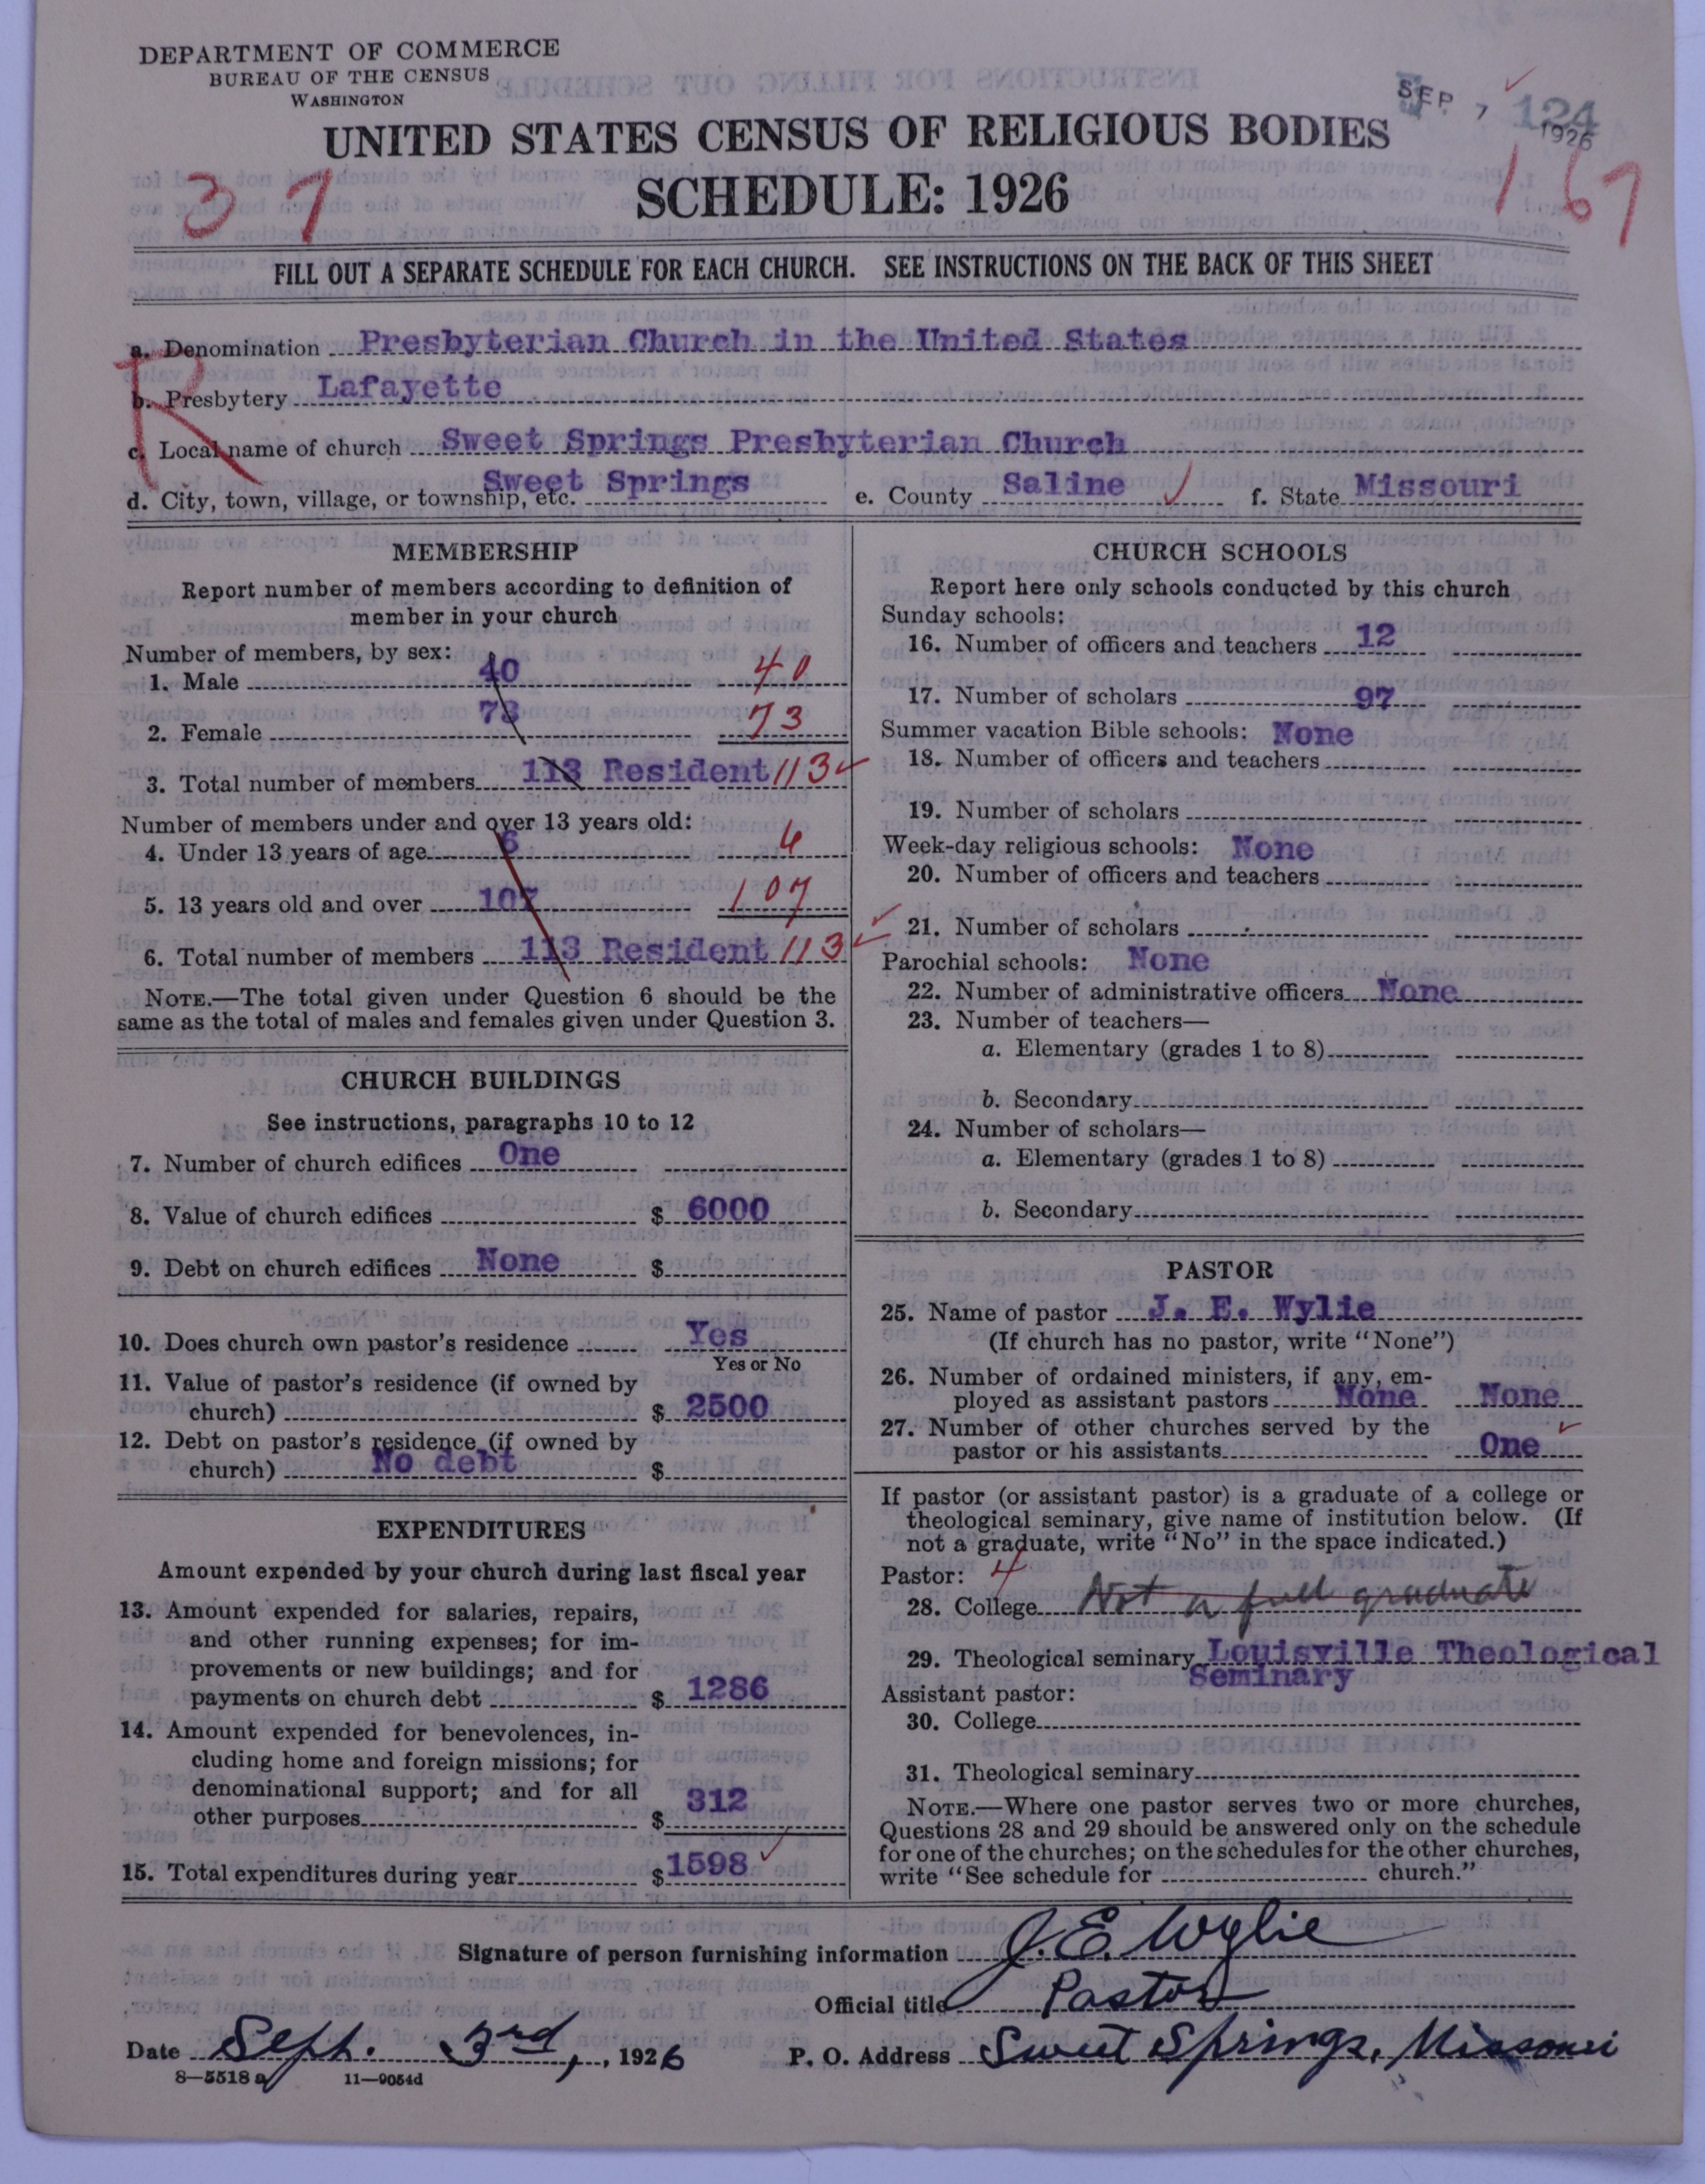 DEPARTMENT OF COMMERCE
BUREAU OF THE CENSUS
WASHINGTON
SEP 7 1926
124
UNITED STATES CENSUS OF RELIGIOUS BODIES
SCHEDULE: 1926
37
167
FILL OUT A SEPARATE SCHEDULE FOR EACH CHURCH. SEE INSTRUCTIONS ON THE BACK OF THIS SHEET
R
a. Denomination Presbyterian Church in the United States
b. Presbytery Lafayette
c. Local name of church Sweet Springs Presbyterian Church
d. City, town, village, or township, etc. Sweet Springs e. County Saline ✓ f. State Missouri
MEMBERSHIP
Report number of members according to definition of
member in your church
Number of members, by sex:
1. Male 40 40
2. Female 73 73
3. Total number of members 113 Resident 113 ✓
Number of members under and over 13 years old:
4. Under 13 years of age 6 6
5. 13 years old and over 107 107
6. Total number of members 113 Resident 113 ✓
NOTE.—The total given under Question 6 should be the
same as the total of males and females given under Question 3.
CHURCH BUILDINGS
See instructions, paragraphs 10 to 12
7. Number of church edifices One
8. Value of church edifices $ 6000
9. Debt on church edifices None $
10. Does church own pastor's residence Yes
Yes or No
11. Value of pastor's residence (if owned by
church) $ 2500
12. Debt on pastor's residence (if owned by
church) No debt $
EXPENDITURES
Amount expended by your church during last fiscal year
13. Amount expended for salaries, repairs,
and other running expenses; for im-
provements or new buildings; and for
payments on church debt $ 1286
14. Amount expended for benevolences, in-
cluding home and foreign missions; for
denominational support; and for all
other purposes $ 312
15. Total expenditures during year $ 1598 ✓
CHURCH SCHOOLS
Report here only schools conducted by this church
Sunday schools:
16. Number of officers and teachers 12
17. Number of scholars 97
Summer vacation Bible schools: None
18. Number of officers and teachers
19. Number of scholars
Week-day religious schools: None
20. Number of officers and teachers
21. Number of scholars
Parochial schools: None
22. Number of administrative officers None
23. Number of teachers—
a. Elementary (grades 1 to 8)
b. Secondary
24. Number of scholars—
a. Elementary (grades 1 to 8)
b. Secondary
PASTOR
25. Name of pastor J. E. Wylie
(If church has no pastor, write "None")
26. Number of ordained ministers, if any, em-
ployed as assistant pastors None None
27. Number of other churches served by the
pastor or his assistants One ✓
If pastor (or assistant pastor) is a graduate of a college or
theological seminary, give name of institution below. (If
not a graduate, write "No" in the space indicated.)
Pastor: 4
28. College Not a full graduate
29. Theological seminary Louisville Theological
Seminary
Assistant pastor:
30. College
31. Theological seminary
NOTE.—Where one pastor serves two or more churches,
Questions 28 and 29 should be answered only on the schedule
for one of the churches; on the schedules for the other churches,
write "See schedule for church."
Signature of person furnishing information J. E. Wylie
Official title Pastor
Date Seph. 3rd, , 1926 P. O. Address Sweet Springs, Missouri
8—5518 a 11—9054d